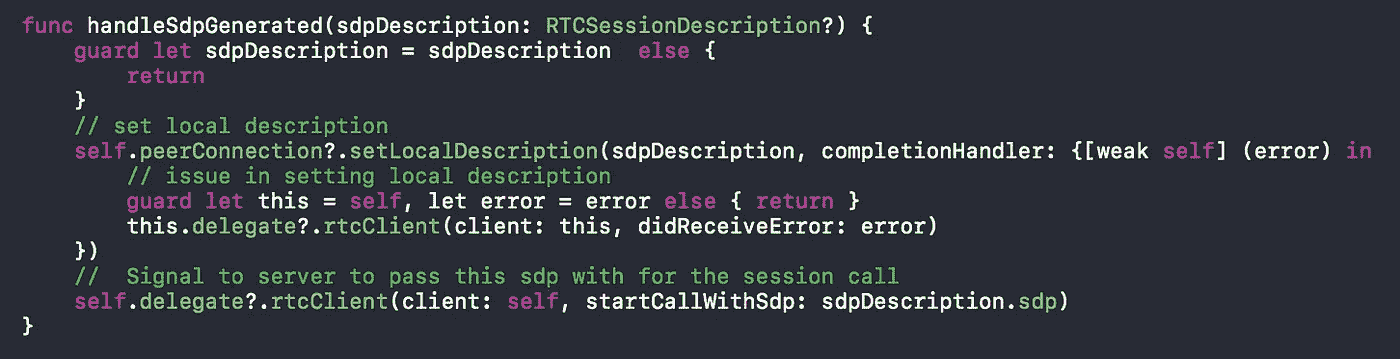 func handleSdpGenerated(sdpDescription: RTCSessionDescription?) {
    guard let sdpDescription = sdpDescription  else {
        return
    }
    // set local description
    self.peerConnection?.setLocalDescription(sdpDescription, completionHandler: {[weak self] (error) in
        // issue in setting local description
        guard let this = self, let error = error else { return }
        this.delegate?.rtcClient(client: this, didReceiveError: error)
    })
    //  Signal to server to pass this sdp with for the session call
    self.delegate?.rtcClient(client: self, startCallWithSdp: sdpDescription.sdp)
}